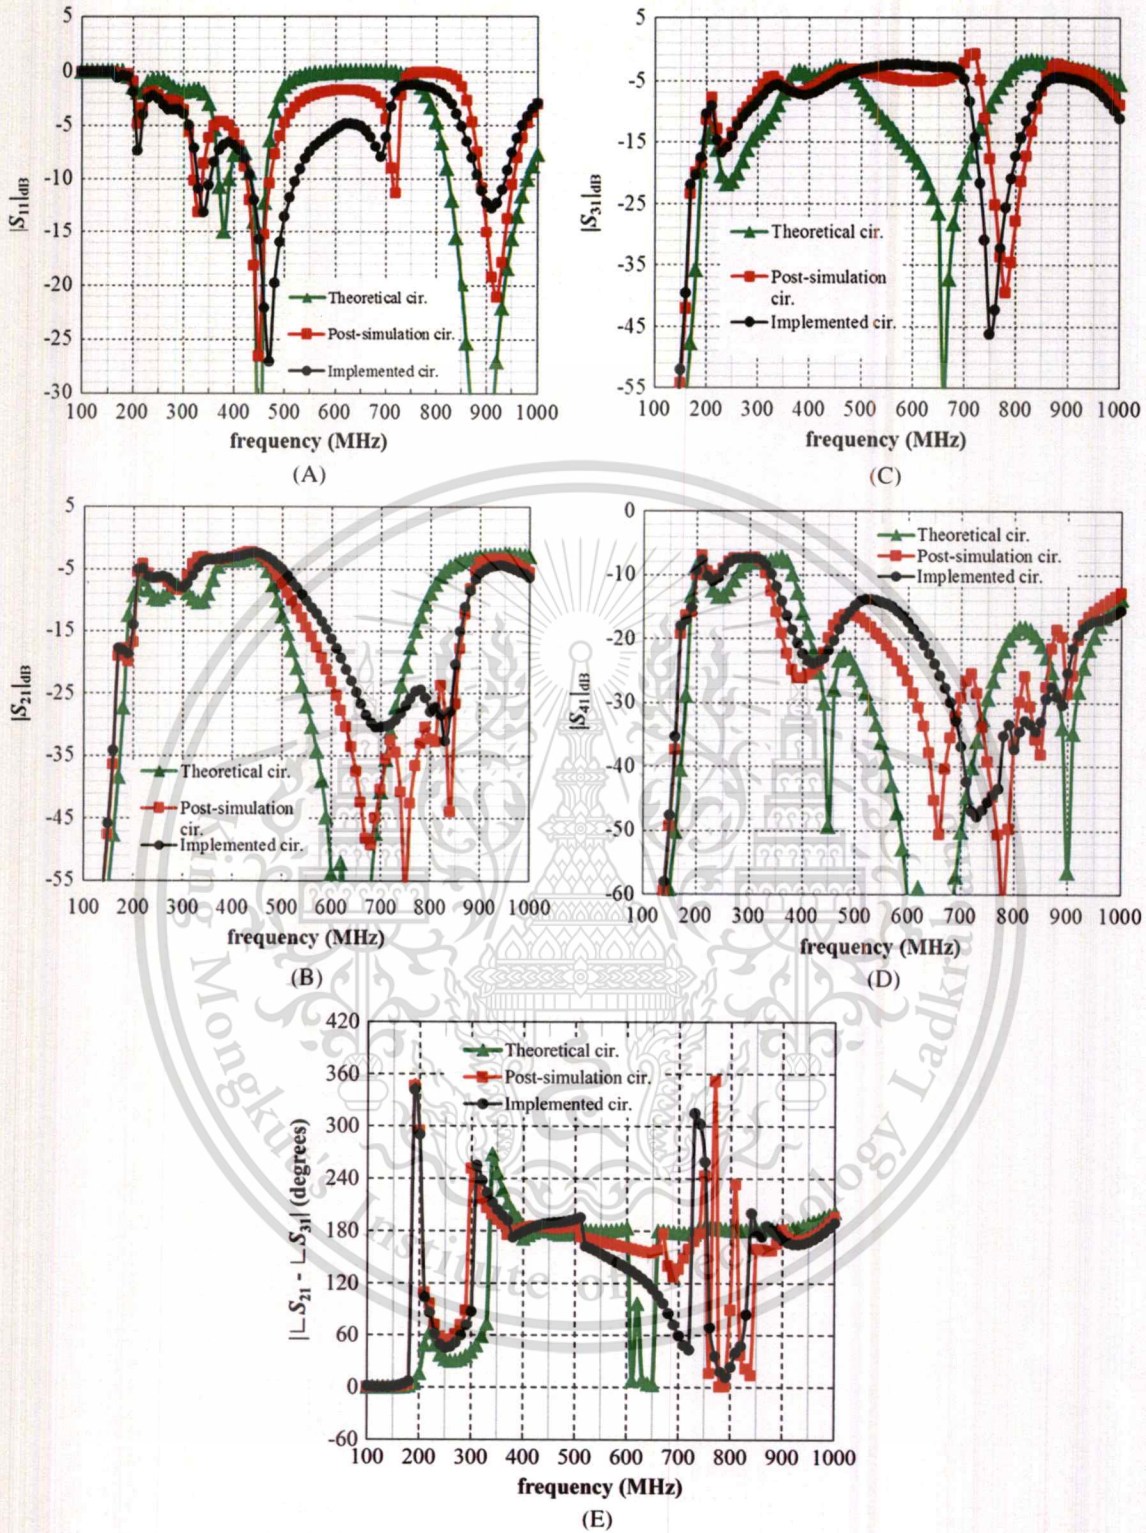 5
0
-5
-10
-15
-20
-25
-30
|S11|dB
Theoretical cir.
Post-simulation cir.
Implemented cir.
100 200 300 400 500 600 700 800 900 1000
frequency (MHz)
(A)
5
-5
-15
-25
-35
-45
-55
|S31|dB
Theoretical cir.
Post-simulation
cir.
Implemented cir.
100 200 300 400 500 600 700 800 900 1000
frequency (MHz)
(C)
5
-5
-15
-25
-35
-45
-55
|S21|dB
Theoretical cir.
Post-simulation
cir.
Implemented cir.
100 200 300 400 500 600 700 800 900 1000
frequency (MHz)
(B)
0
-10
-20
-30
-40
-50
-60
|S41|dB
Theoretical cir.
Post-simulation cir.
Implemented cir.
100 200 300 400 500 600 700 800 900 1000
frequency (MHz)
(D)
420
360
300
240
180
120
60
0
-60
|∟S21 - ∟S31| (degrees)
Theoretical cir.
Post-simulation cir.
Implemented cir.
100 200 300 400 500 600 700 800 900 1000
frequency (MHz)
(E)
King Mongkut's Institute of Technology Ladkrabang